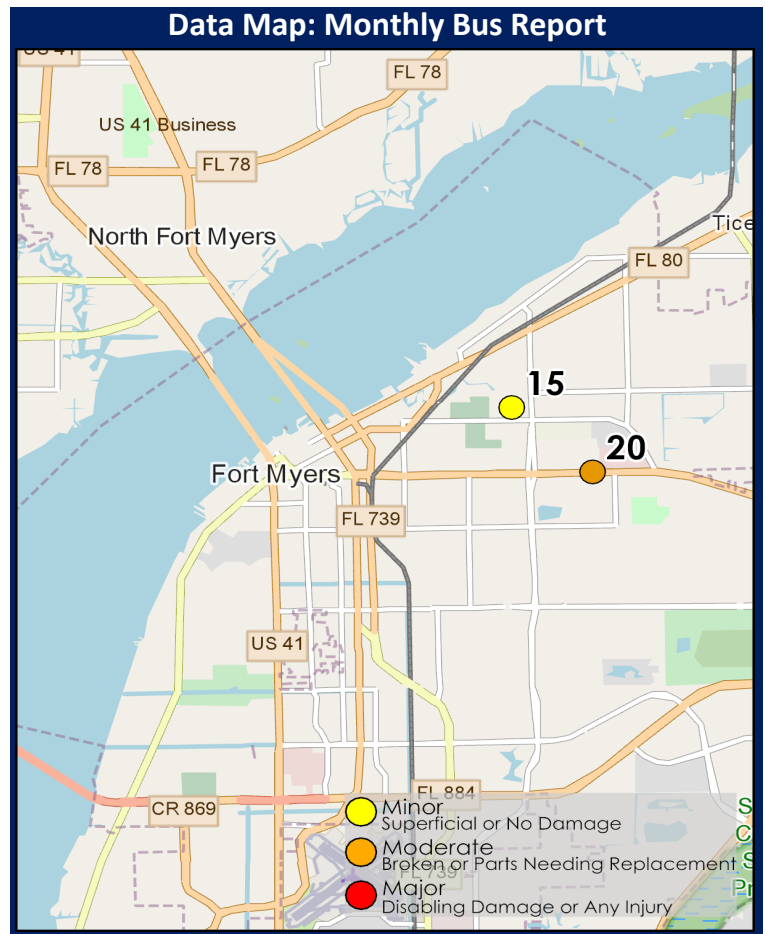 Data Map: Monthly Bus Report
US 41
FL 78
US 41 Business
FL 78
FL 78
Tice
North Fort Myers
FL 80
15
20
Fort Myers
FL 739
US 41
FL 884
CR 869
Minor
Superficial or No Damage
Moderate
Broken or Parts Needing Replacement
FL 739
Major
Disabling Damage or Any Injury
S
C
S
Pr